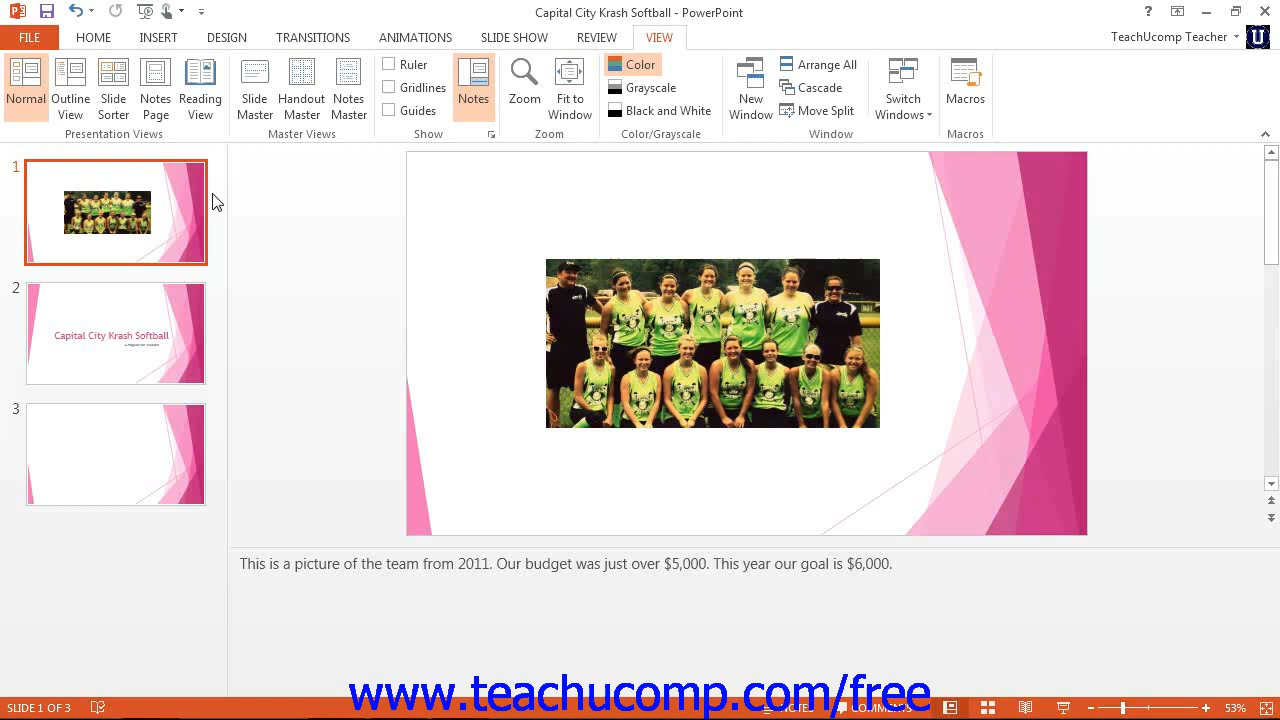 Capital City Krash Softball - PowerPoint
FILE HOME INSERT DESIGN TRANSITIONS ANIMATIONS SLIDE SHOW REVIEW VIEW TeachUcomp Teacher U
Normal Outline View Slide Sorter Notes Page Reading View
Presentation Views
Slide Master Handout Master Notes Master
Master Views
Ruler
Gridlines
Guides
Notes
Show
Zoom Fit to Window
Zoom
Color
Grayscale
Black and White
Color/Grayscale
New Window
Arrange All
Cascade
Move Split
Switch Windows
Window
Macros
Macros
1
2
Capital City Krash Softball
3
This is a picture of the team from 2011. Our budget was just over $5,000. This year our goal is $6,000.
www.teachucomp.com/free
SLIDE 1 OF 3 NOTES COMMENTS 53%